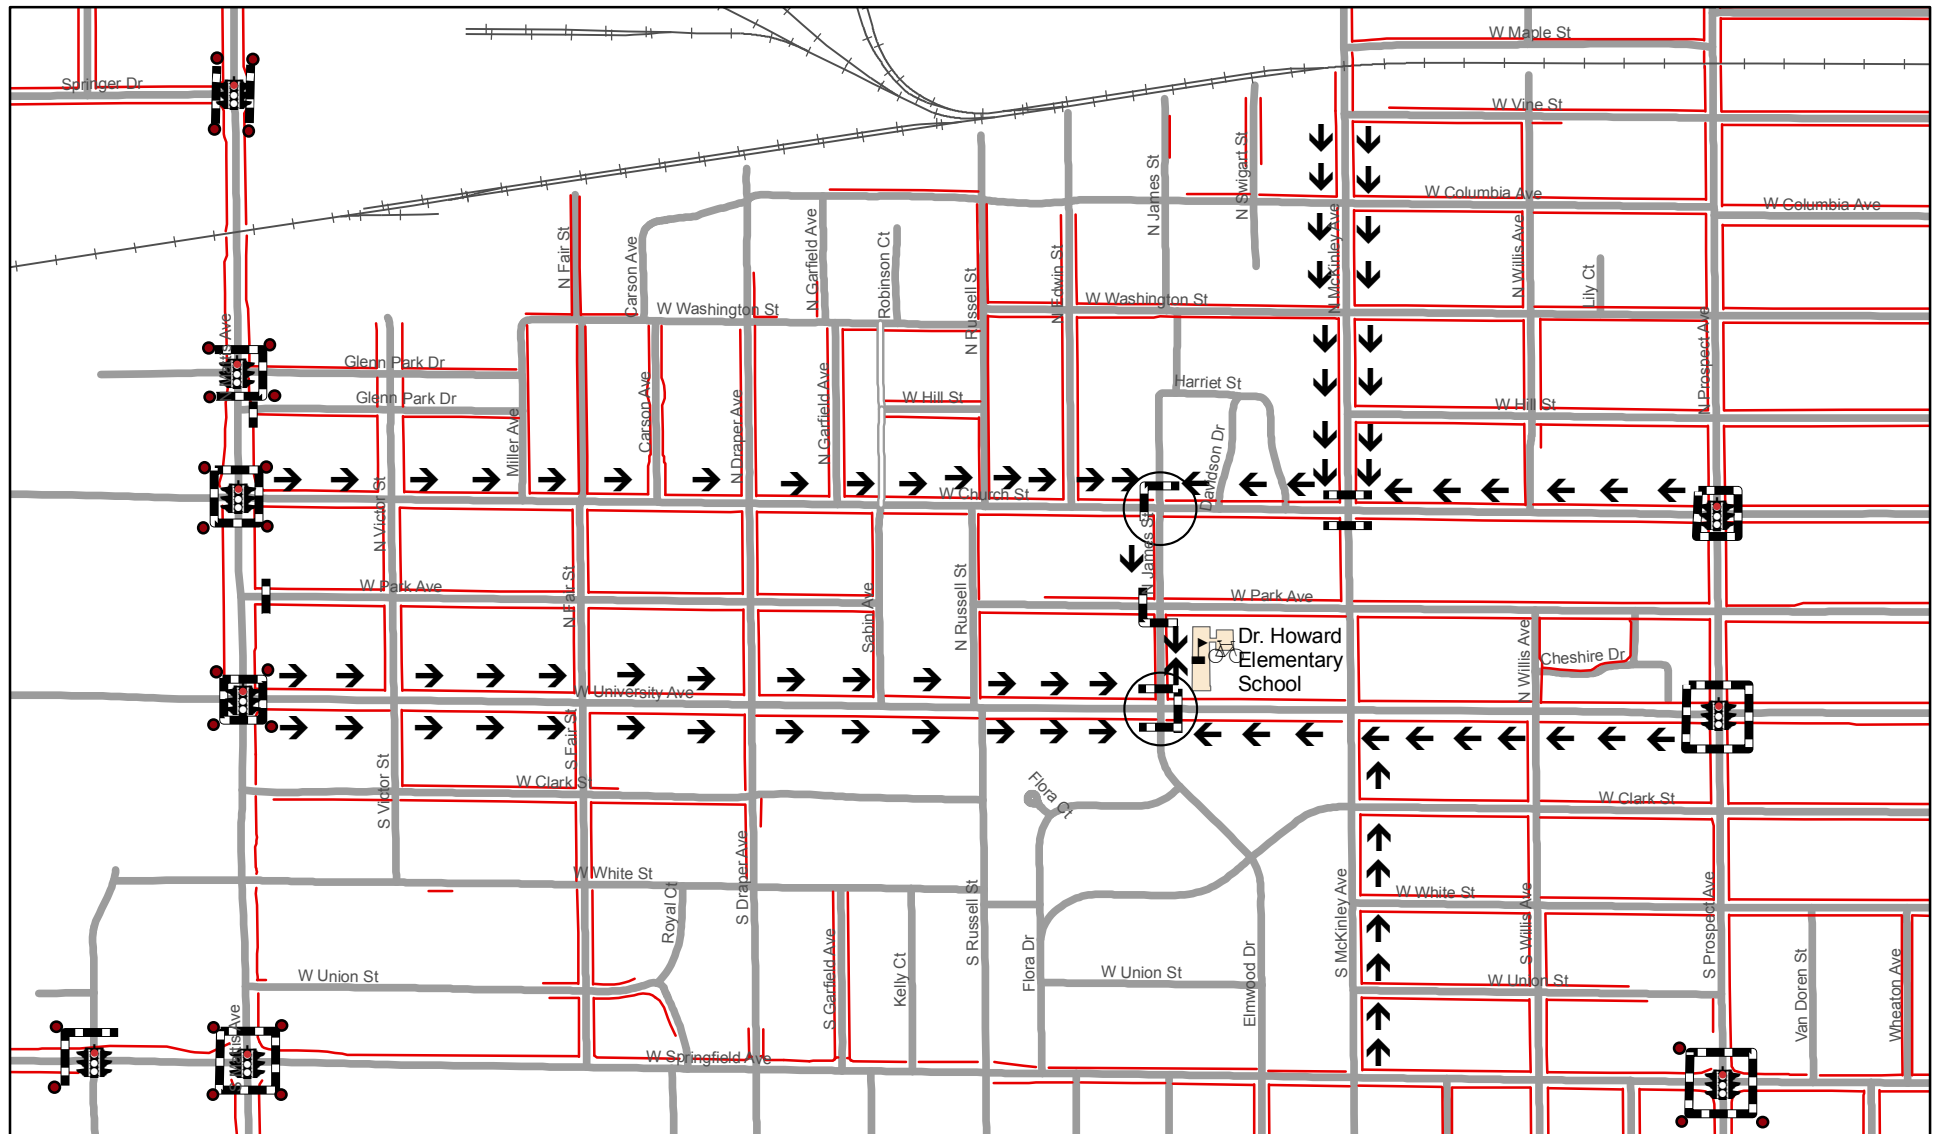 W Maple St
Springer Dr
W Vine St
N James St
N Swigart St
W Columbia Ave
W Columbia Ave
N Fair St
Carson Ave
N Garfield Ave
Robinson Ct
N Russell St
N Edwin St
N McKinley Ave
N Willis Ave
Lily Ct
W Washington St
W Washington St
N Mattis Ave
N Prospect Ave
Glenn Park Dr
Glenn Park Dr
Miller Ave
Carson Ave
N Draper Ave
N Garfield Ave
W Hill St
Harriet St
Davidson Dr
W Hill St
N Victor St
W Church St
N James St
W Park Ave
N Fair St
Sabin Ave
N Russell St
W Park Ave
Dr. Howard
Elementary
School
N Willis Ave
Cheshire Dr
W University Ave
S Fair St
S Victor St
W Clark St
Flora Ct
W Clark St
W White St
Royal Ct
S Draper Ave
S Russell St
S McKinley Ave
W White St
S Willis Ave
S Prospect Ave
W Union St
S Garfield Ave
Kelly Ct
Flora Dr
W Union St
Elmwood Dr
W Union St
Van Doren St
Wheaton Ave
S Mattis Ave
W Springfield Ave